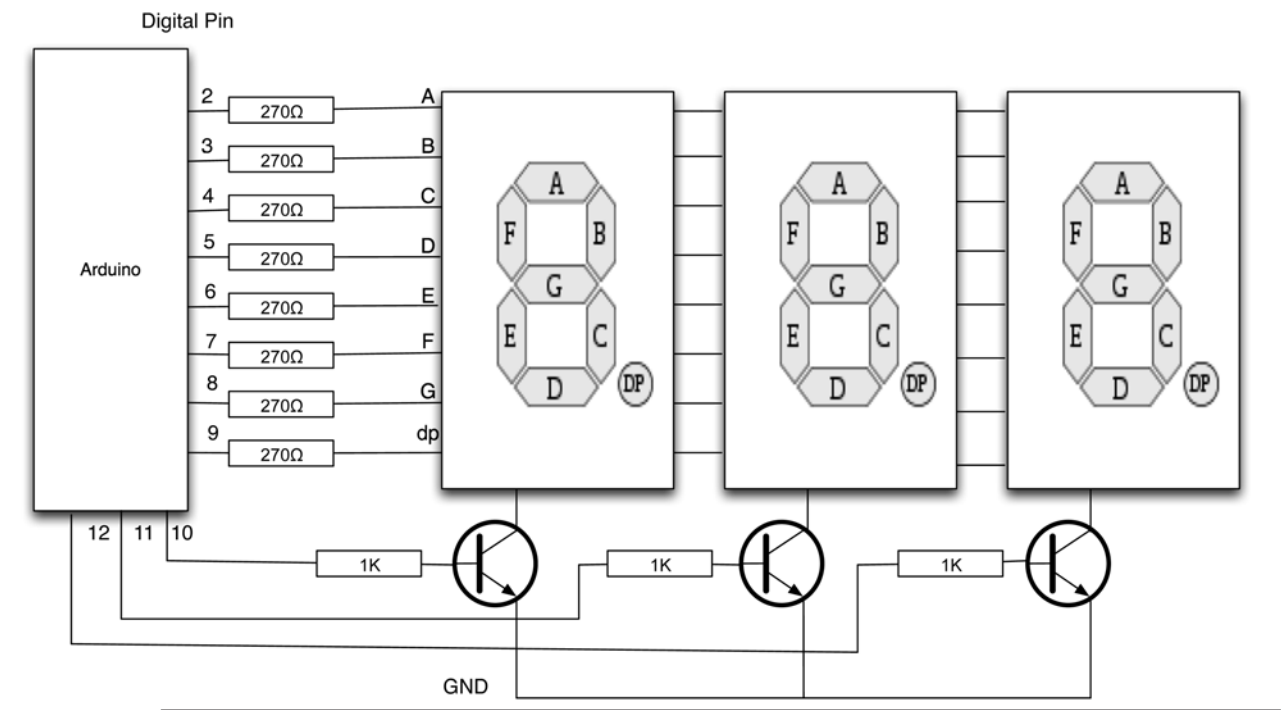 Digital Pin
2 270Ω A
3 270Ω B
4 270Ω C
5 270Ω D
6 270Ω E
7 270Ω F
8 270Ω G
9 270Ω dp
Arduino
A
F B
G
E C
D DP
A
F B
G
E C
D DP
A
F B
G
E C
D DP
12 11 10
1K 1K 1K
GND